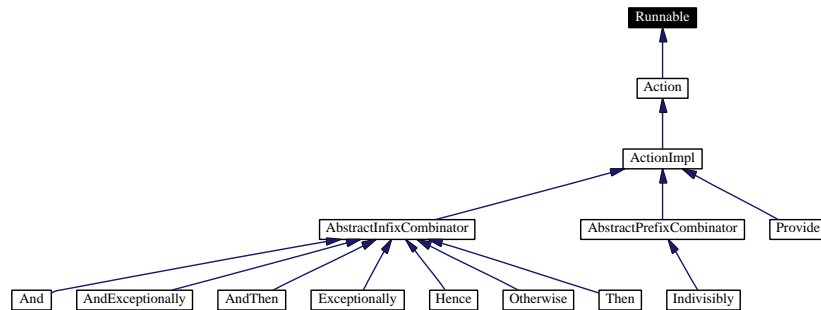 Runnable
Action
ActionImpl
AbstractInfixCombinator AbstractPrefixCombinator Provide
And AndExceptionally AndThen Exceptionally Hence Otherwise Then Indivisibly